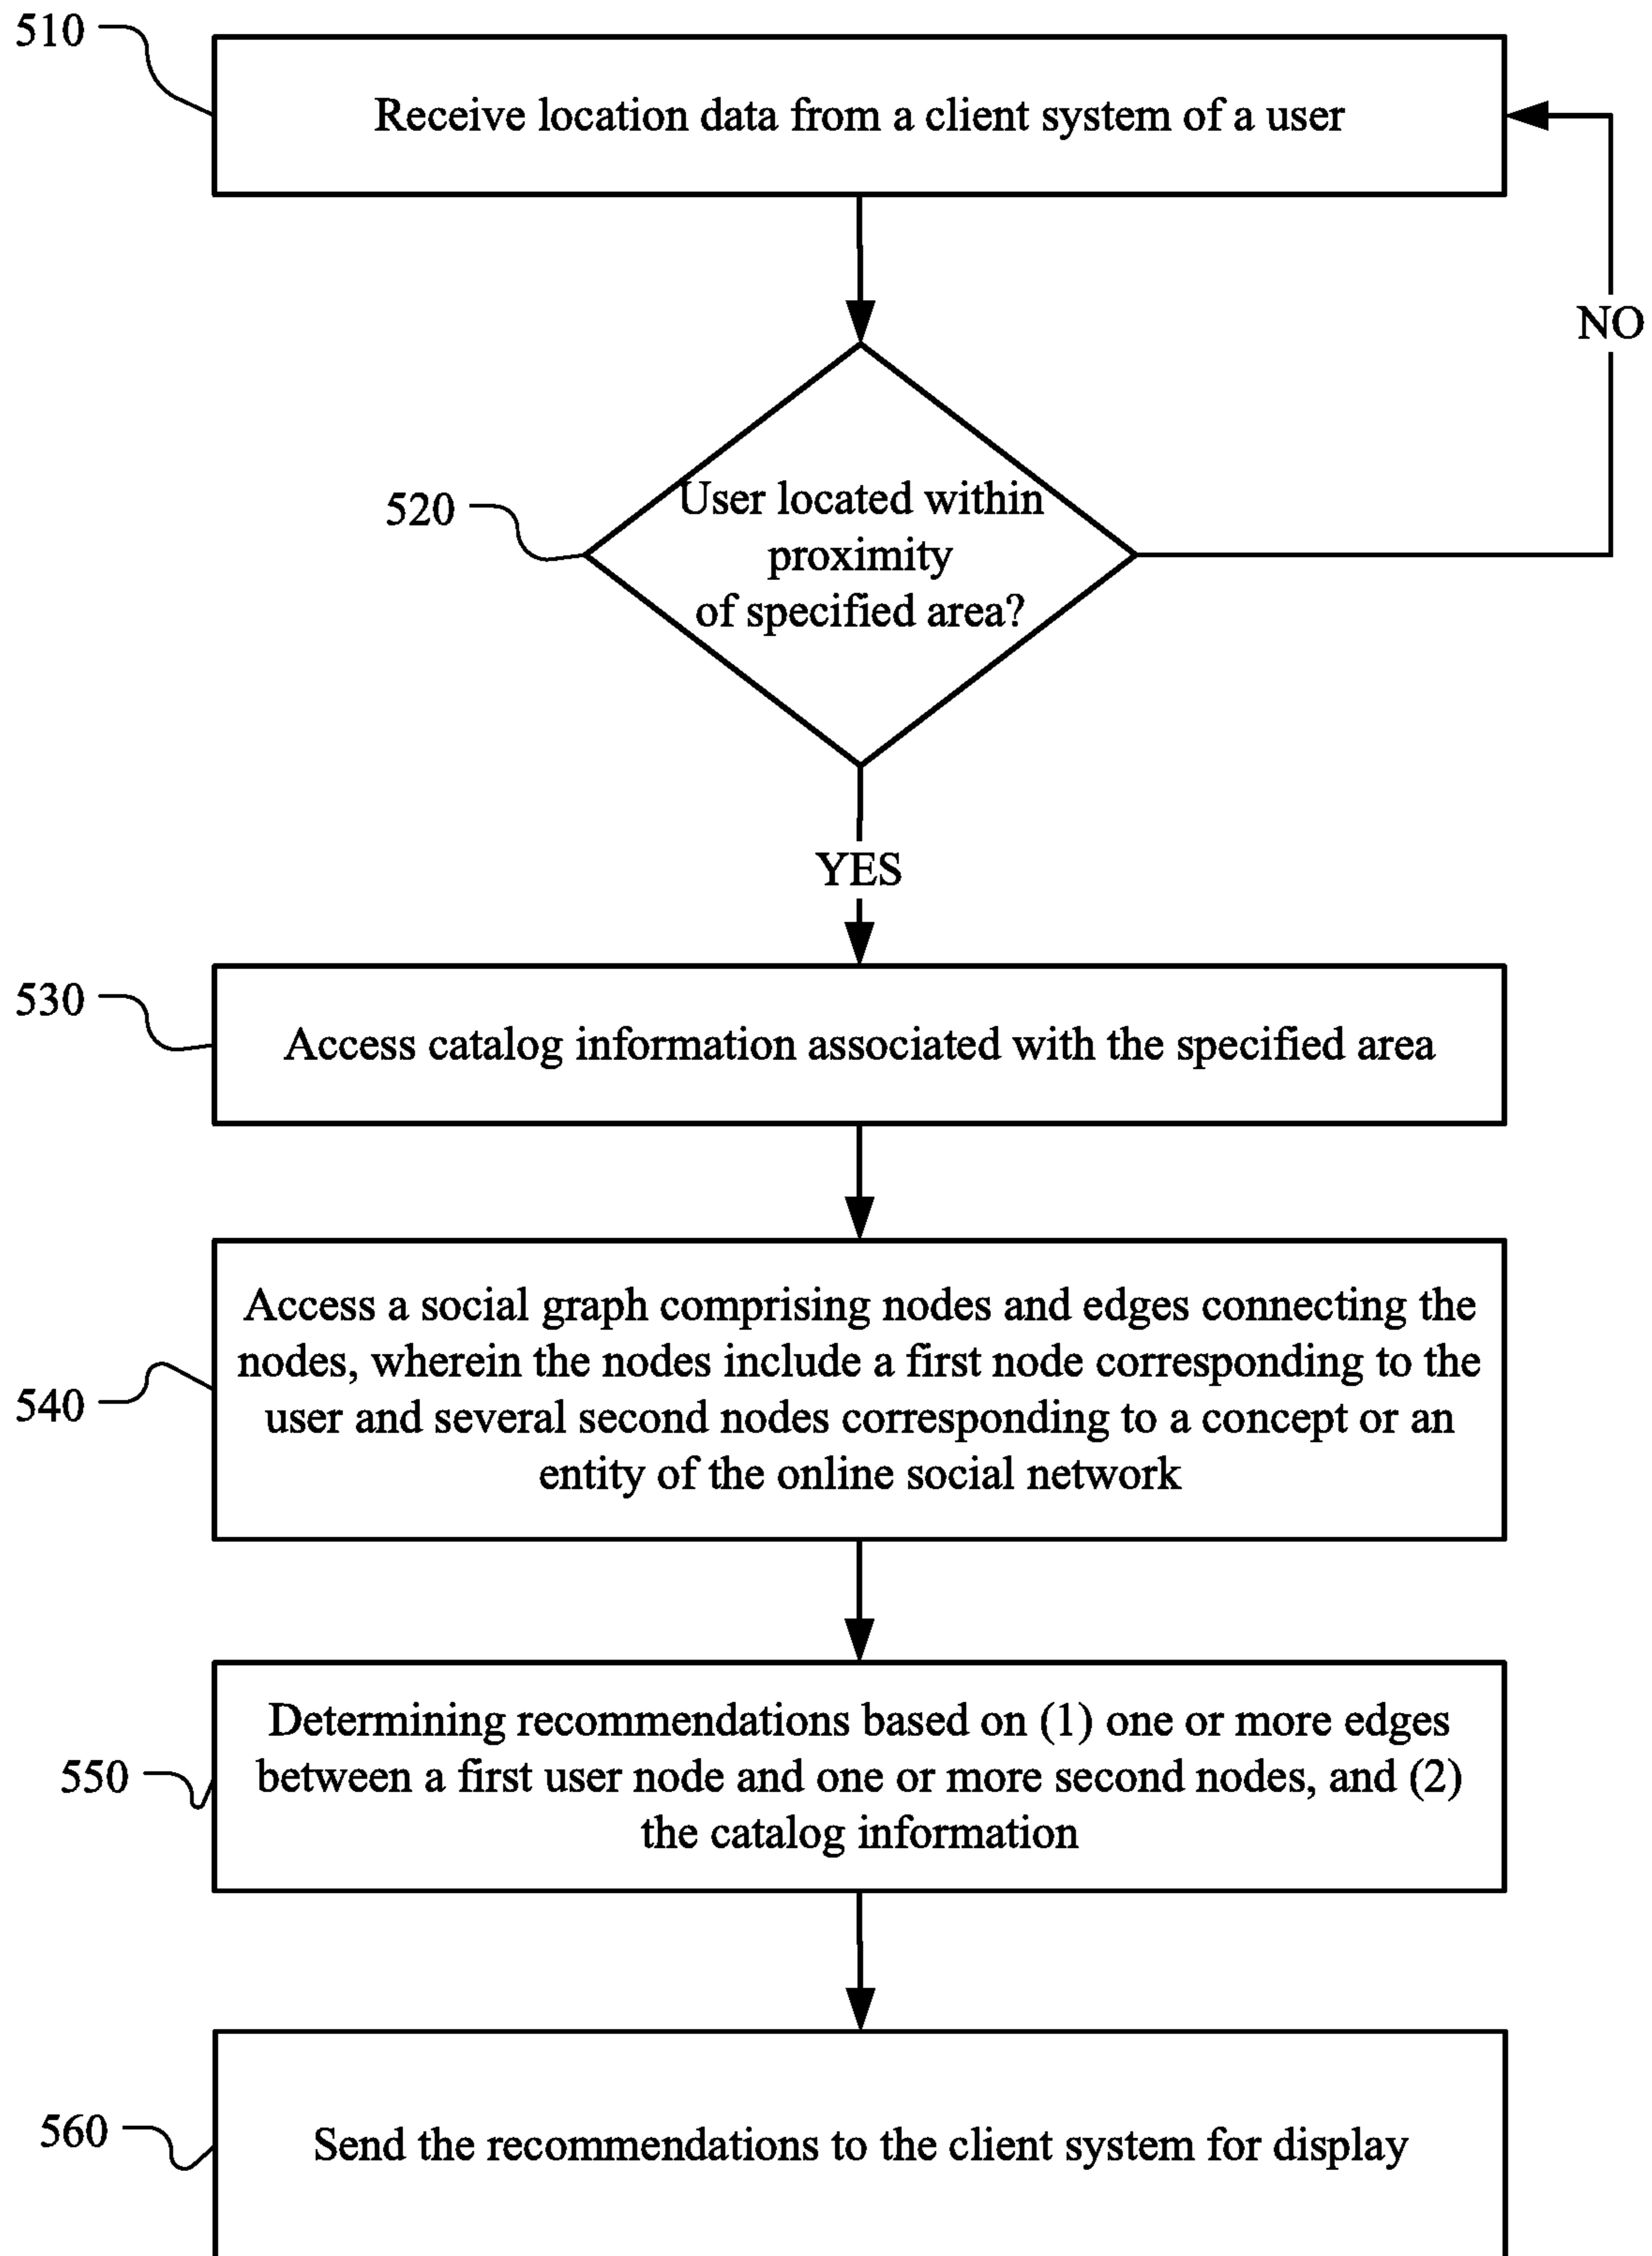 510
Receive location data from a client system of a user
NO
520
User located within
proximity
of specified area?
YES
530
Access catalog information associated with the specified area
540
Access a social graph comprising nodes and edges connecting the
nodes, wherein the nodes include a first node corresponding to the
user and several second nodes corresponding to a concept or an
entity of the online social network
550
Determining recommendations based on (1) one or more edges
between a first user node and one or more second nodes, and (2)
the catalog information
560
Send the recommendations to the client system for display